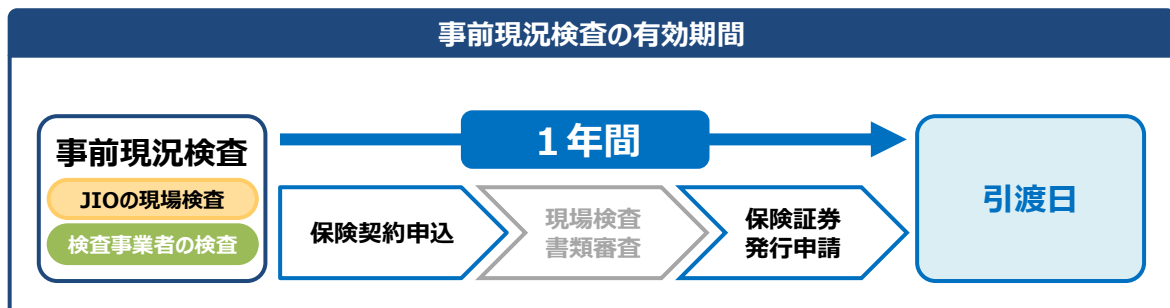 事前現況検査の有効期間
事前現況検査
JIOの現場検査
検査事業者の検査
１年間
保険契約申込
現場検査
書類審査
保険証券
発行申請
引渡日